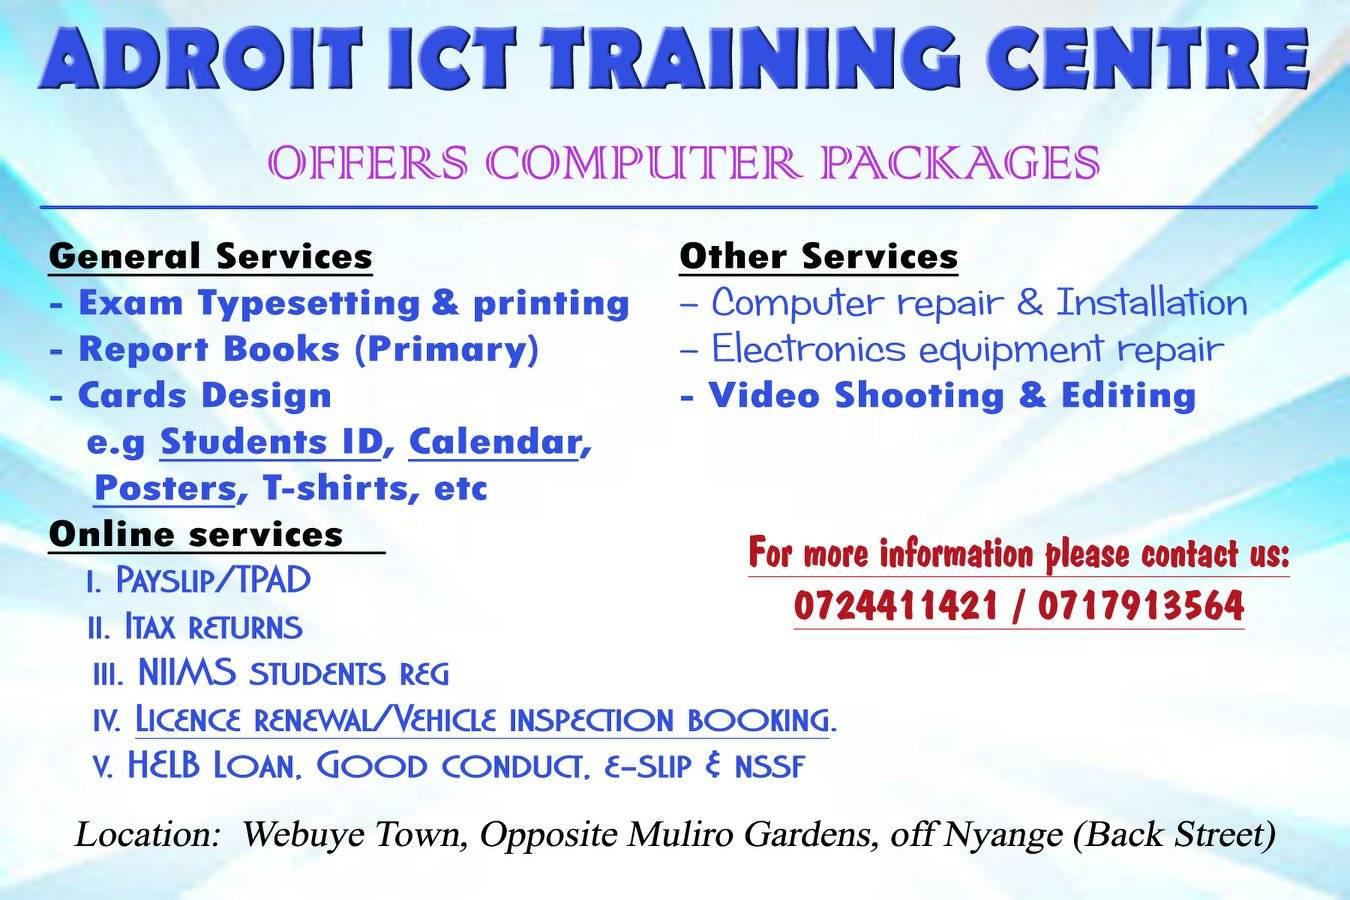 ADROIT ICT TRAINING CENTRE
OFFERS COMPUTER PACKAGES
General Services
- Exam Typesetting & printing
- Report Books (Primary)
- Cards Design
e.g Students ID, Calendar,
Posters, T-shirts, etc
Online services
I. Payslip/TPAD
II. Itax returns
III. NIIMS students reg
IV. Licence renewal/Vehicle inspection booking.
V. HELB Loan, Good conduct, e-slip & nssf
Other Services
- Computer repair & Installation
- Electronics equipment repair
- Video Shooting & Editing
For more information please contact us:
0724411421 / 0717913564
Location: Webuye Town, Opposite Muliro Gardens, off Nyange (Back Street)